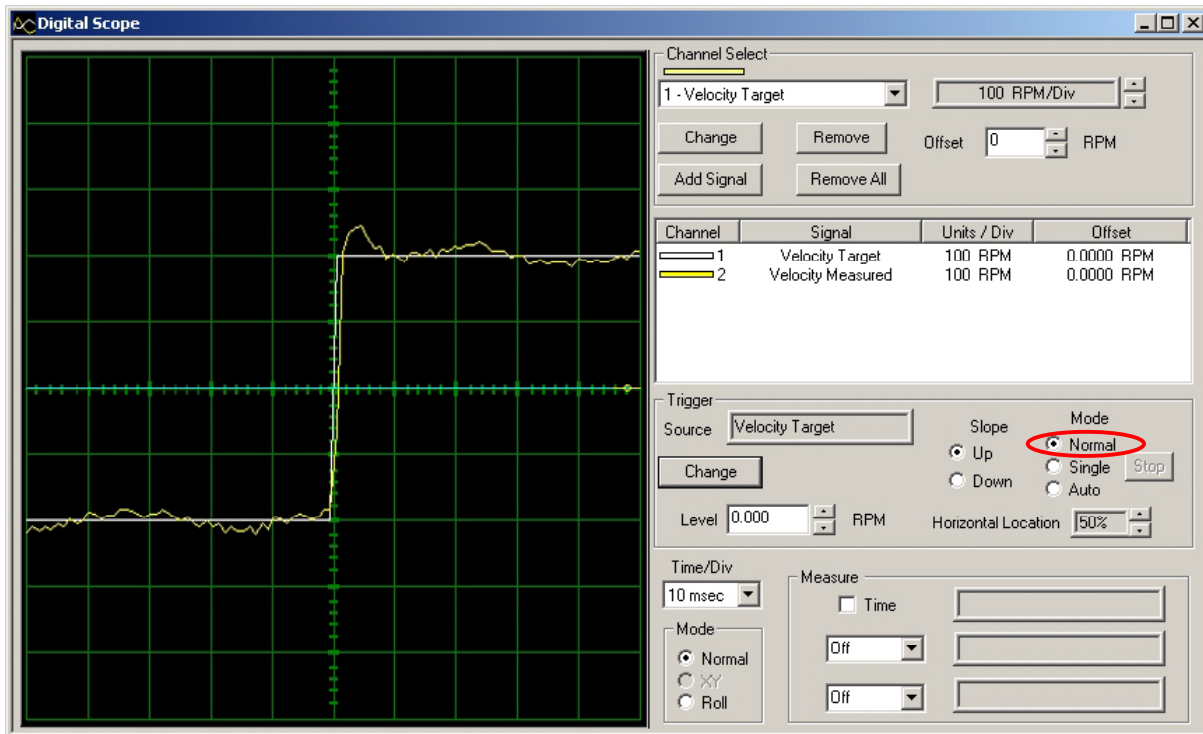 Digital Scope
Channel Select
1 - Velocity Target
100 RPM/Div
Change
Remove
Offset 0 RPM
Add Signal
Remove All
Channel Signal Units / Div Offset
1 Velocity Target 100 RPM 0.0000 RPM
2 Velocity Measured 100 RPM 0.0000 RPM
Trigger
Source Velocity Target
Change
Slope
Up
Down
Mode
Normal
Single
Auto
Stop
Level 0.000 RPM
Horizontal Location 50%
Time/Div
10 msec
Mode
Normal
XY
Roll
Measure
Time
Off
Off